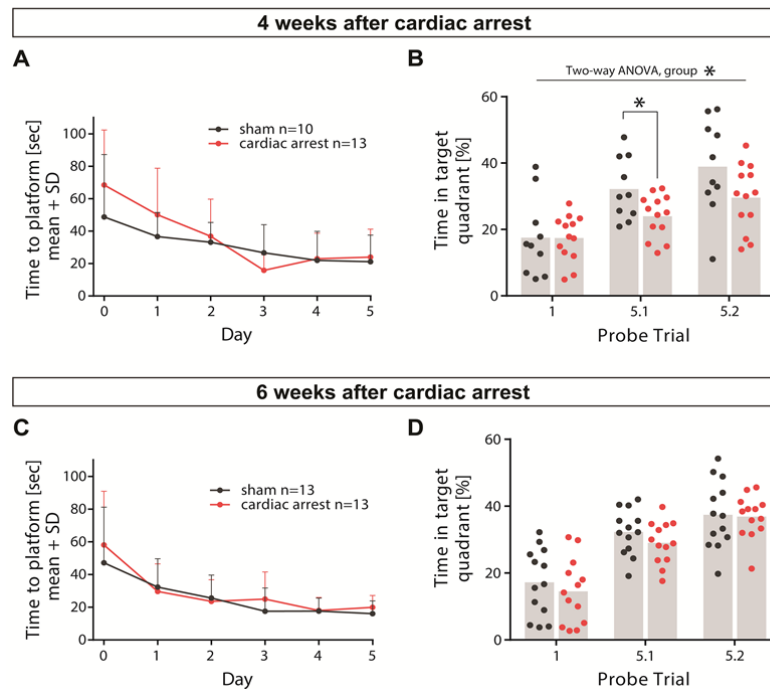 4 weeks after cardiac arrest
A
Time to platform [sec]
mean + SD
100
80
60
40
20
0
sham n=10
cardiac arrest n=13
0 1 2 3 4 5
Day
B
Two-way ANOVA, group *
*
Time in target
quadrant [%]
60
40
20
0
1 5.1 5.2
Probe Trial
6 weeks after cardiac arrest
C
Time to platform [sec]
mean + SD
100
80
60
40
20
0
sham n=13
cardiac arrest n=13
0 1 2 3 4 5
Day
D
Time in target
quadrant [%]
60
40
20
0
1 5.1 5.2
Probe Trial